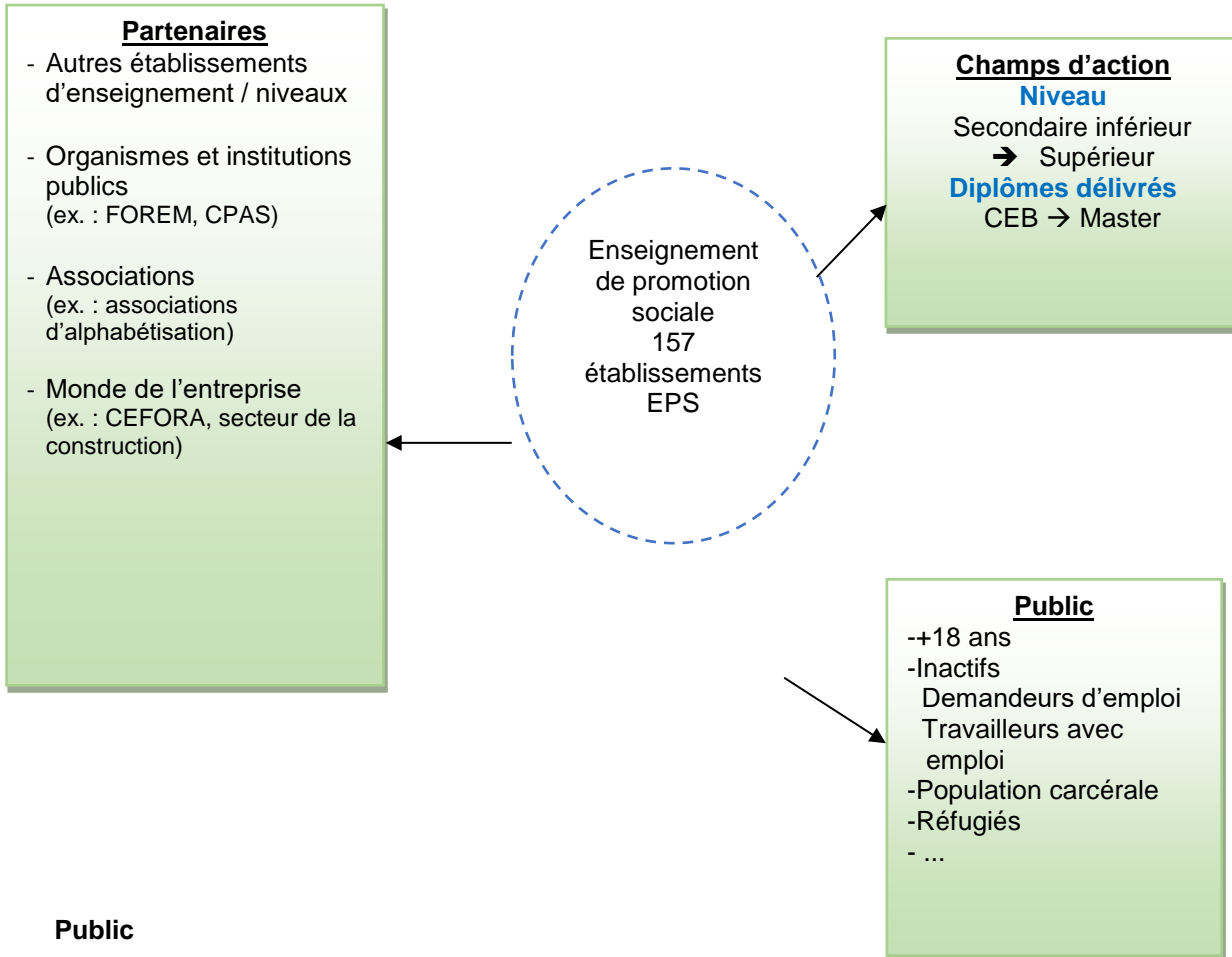 Partenaires
- Autres établissements
d'enseignement / niveaux
- Organismes et institutions
publics
(ex. : FOREM, CPAS)
- Associations
(ex. : associations
d'alphabétisation)
- Monde de l'entreprise
(ex. : CEFORA, secteur de la
construction)
Enseignement
de promotion
sociale
157
établissements
EPS
Champs d'action
Niveau
Secondaire inférieur
➔ Supérieur
Diplômes délivrés
CEB → Master
Public
-+18 ans
-Inactifs
Demandeurs d'emploi
Travailleurs avec
emploi
-Population carcérale
-Réfugiés
- ...
Public